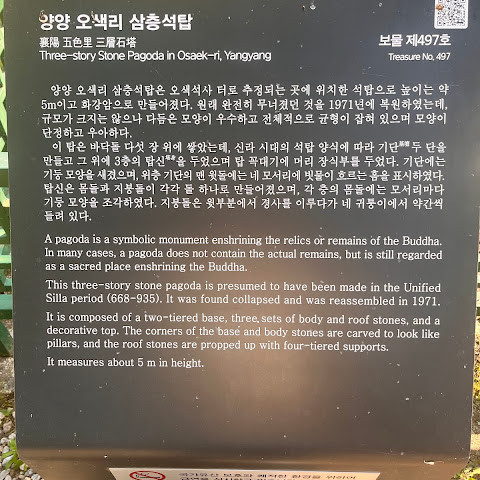 양양 오색리 삼층석탑
襄陽 五色里 三層石塔
Three-story Stone Pagoda in Osaek-ri, Yangyang
보물 제497호
Treasure No. 497
양양 오색리 삼층석탑은 오색석사 터로 추정되는 곳에 위치한 석탑으로 높이는 약
5m이고 화강암으로 만들어졌다. 원래 완전히 무너졌던 것을 1971년에 복원하였는데,
규모가 크지는 않으나 다듬은 모양이 우수하고 전체적으로 균형이 잡혀 있으며 모양이
단정하고 우아하다.
이 탑은 바닥돌 다섯 장 위에 쌓았는데, 신라 시대의 석탑 양식에 따라 기단 두 단을
만들고 그 위에 3층의 탑신을 두었으며 탑 꼭대기에 머리 장식부를 두었다. 기단에는
기둥 모양을 새겼으며, 위층 기단의 맨 윗돌에는 네 모서리에 빗물이 흐르는 홈을 표시하였다.
탑신은 몸돌과 지붕돌이 각각 돌 하나로 만들어졌으며, 각 층의 몸돌에는 모서리마다
기둥 모양을 조각하였다. 지붕돌은 윗부분에서 경사를 이루다가 네 귀퉁이에서 약간씩
들려 있다.
A pagoda is a symbolic monument enshrining the relics or remains of the Buddha.
In many cases, a pagoda does not contain the actual remains, but is still regarded
as a sacred place enshrining the Buddha.
This three-story stone pagoda is presumed to have been made in the Unified
Silla period (668-935). It was found collapsed and was reassembled in 1971.
It is composed of a two-tiered base, three sets of body and roof stones, and a
decorative top. The corners of the base and body stones are carved to look like
pillars, and the roof stones are propped up with four-tiered supports.
It measures about 5 m in height.
국가유산 보호와 쾌적한 환경을 위하여